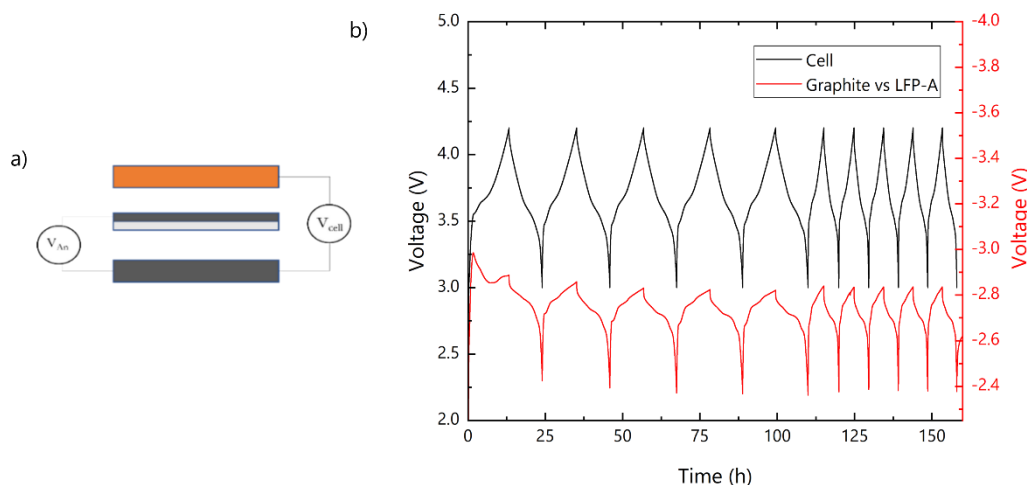 a)
V_An
V_cell
b)
Cell
Graphite vs LFP-A
5.0
4.5
4.0
3.5
3.0
2.5
2.0
Voltage (V)
0
25
50
75
100
125
150
Time (h)
-4.0
-3.8
-3.6
-3.4
-3.2
-3.0
-2.8
-2.6
-2.4
Voltage (V)